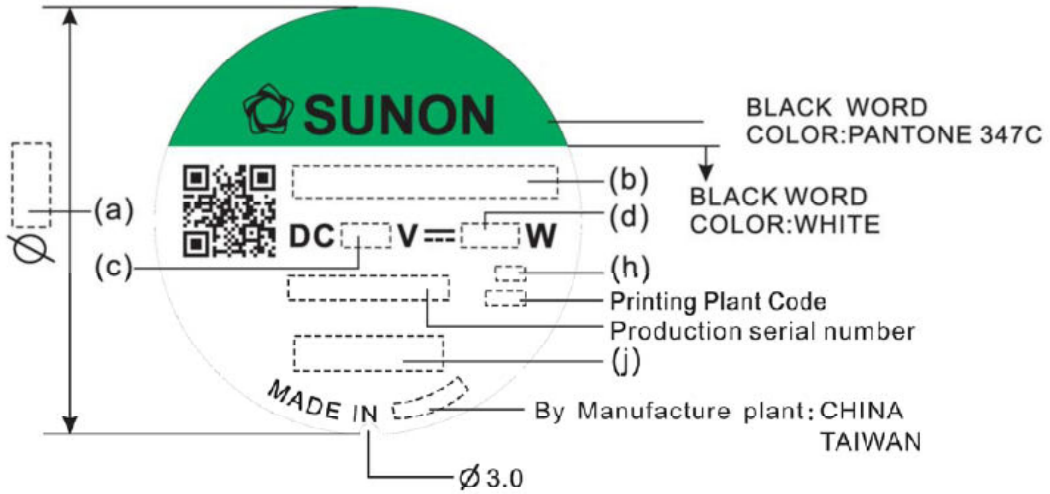 SUNON
BLACK WORD
COLOR:PANTONE 347C
(b)
BLACK WORD
COLOR:WHITE
(a)
(d)
DC V W
Ø
(c)
(h)
Printing Plant Code
Production serial number
(j)
MADE IN
By Manufacture plant: CHINA
TAIWAN
Ø3.0